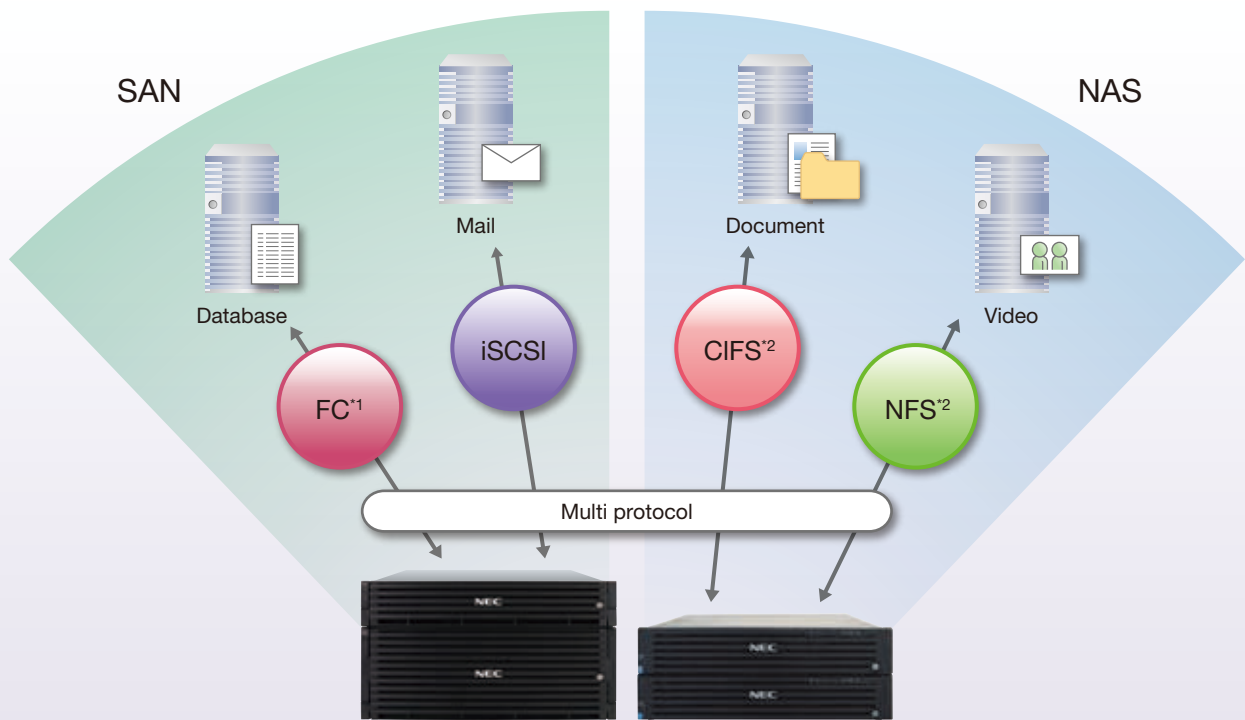 SAN
NAS
Mail
Document
Database
Video
iSCSI
CIFS*2
FC*1
NFS*2
Multi protocol
NEC
NEC
NEC
NEC